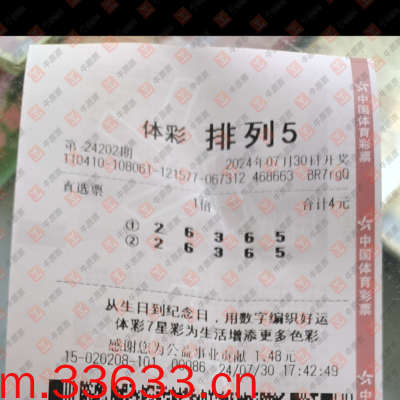 体彩 排列5
第-24202期 2024年07月30日开奖
110410-108061-121577-067312 468663 BR7rgQ
直选票 1倍 合计4元
① 2 6 3 6 5
② 2 6 3 6 5
从生日到纪念日，用数字编织好运
体彩7星彩为生活增添更多色彩
感谢您为公益事业贡献 1.48元
15-020208-101 00086 24/07/30 17:42:49
中国体育彩票
中国体育彩票
m.33633.cn